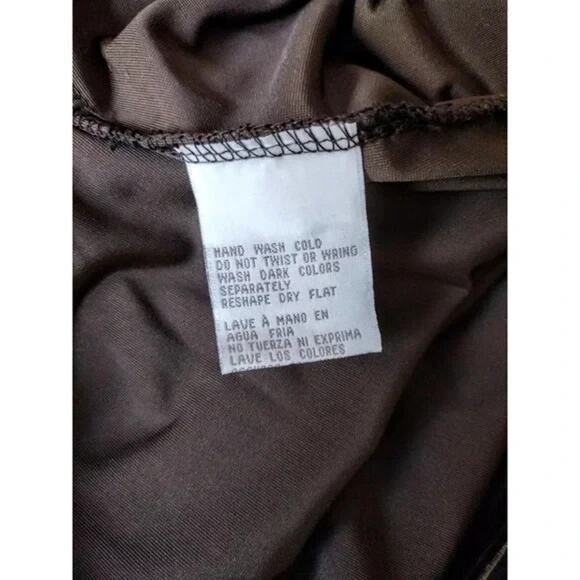 HAND WASH COLD
DO NOT TWIST OR WRING
WASH DARK COLORS
SEPARATELY
RESHAPE DRY FLAT
LAVE À MANO EN
AGUA FRIA
NO TUERZA NI EXPRIMA
LAVE LOS COLORES